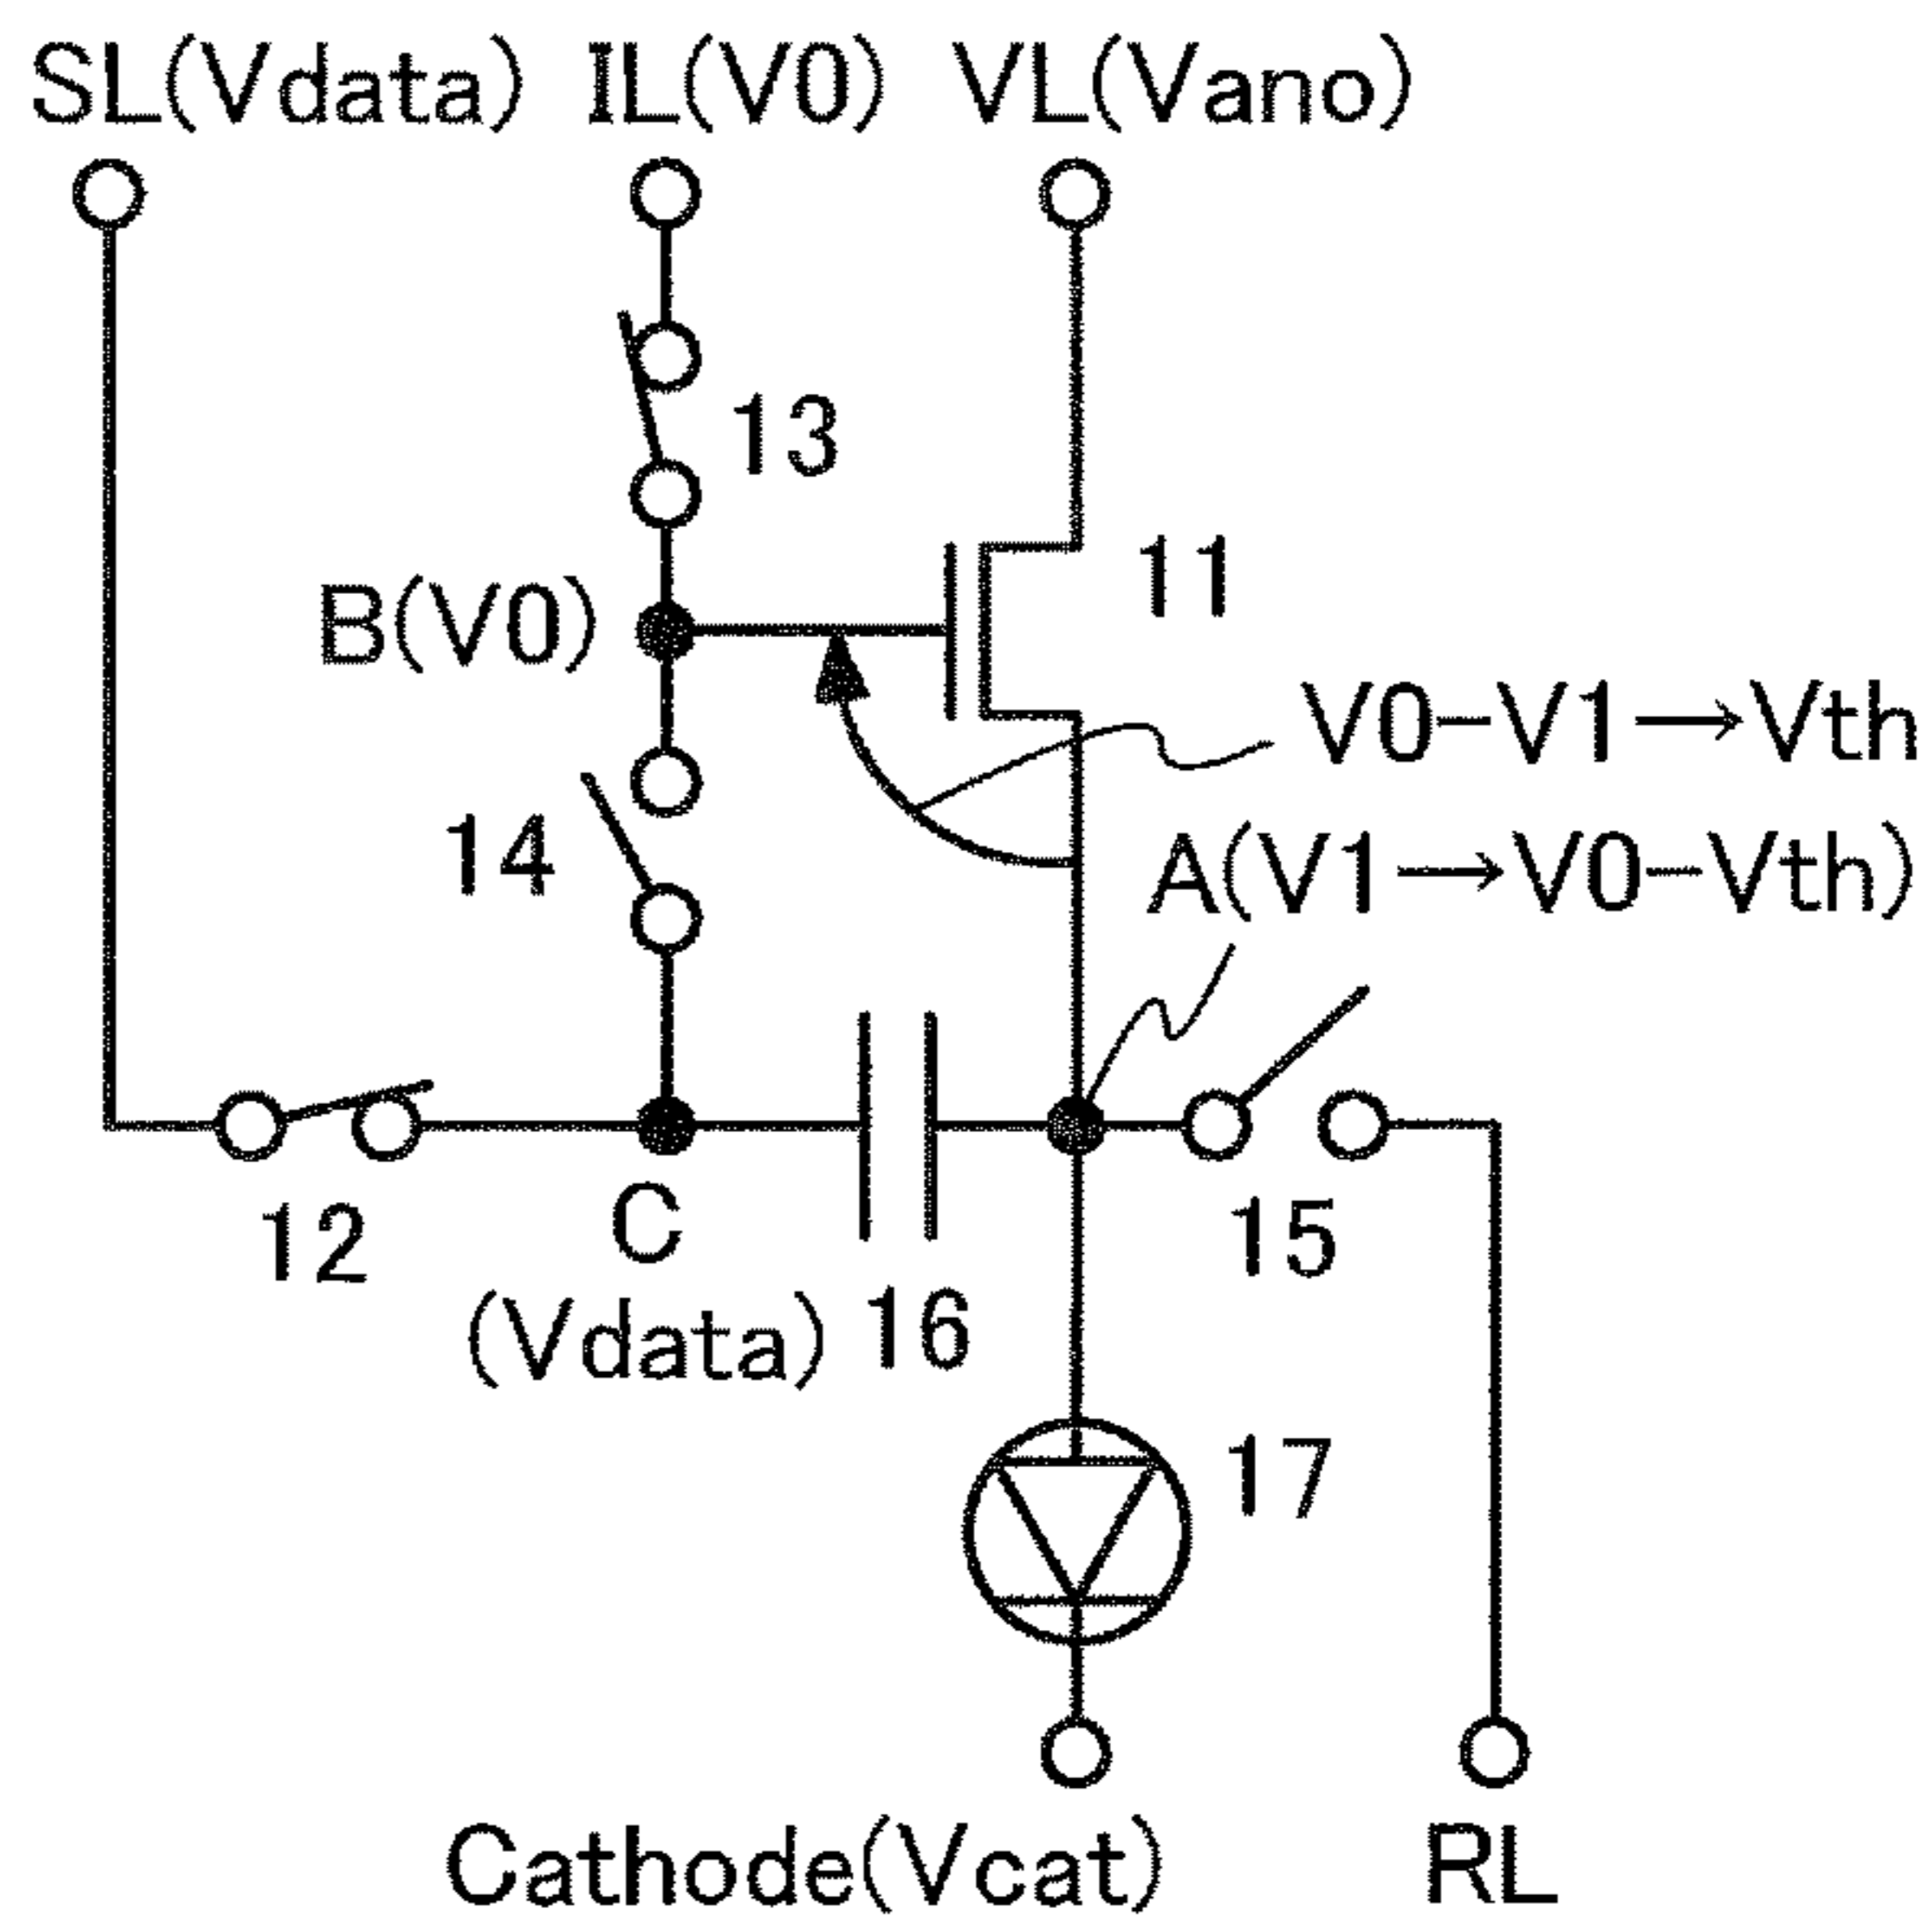 SL(Vdata) IL(V0) VL(Vano)
13
11
B(V0)
V0-V1→Vth
14
A(V1→V0-Vth)
12
C
(Vdata)
16
15
17
Cathode(Vcat)
RL